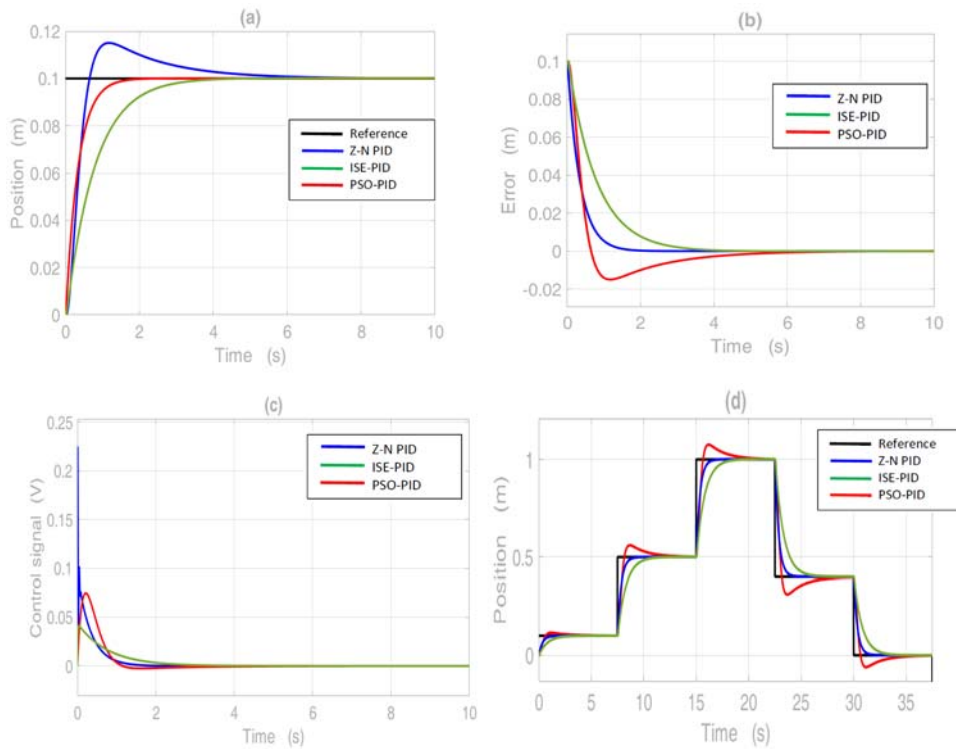 (a)
0.12
0.1
0.08
0.06
0.04
0.02
0
Position (m)
Reference
Z-N PID
ISE-PID
PSO-PID
0 2 4 6 8 10
Time (s)
(b)
0.1
0.08
0.06
0.04
0.02
0
-0.02
Error (m)
Z-N PID
ISE-PID
PSO-PID
0 2 4 6 8 10
Time (s)
(c)
0.25
0.2
0.15
0.1
0.05
0
Control signal (V)
Z-N PID
ISE-PID
PSO-PID
0 2 4 6 8 10
Time (s)
(d)
1
0.5
0
Position (m)
Reference
Z-N PID
ISE-PID
PSO-PID
0 5 10 15 20 25 30 35
Time (s)